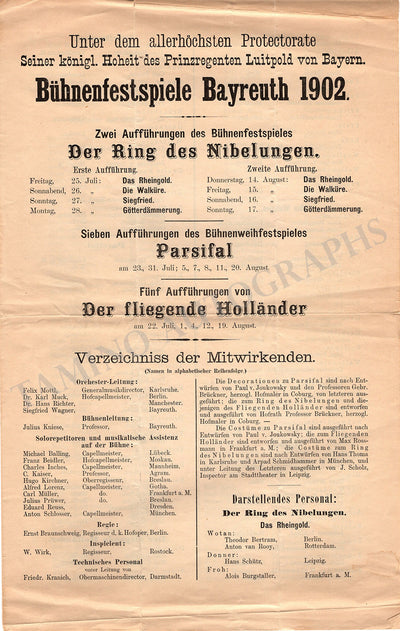 Unter dem allerhöchsten Protectorate
Seiner königl. Hoheit des Prinzregenten Luitpold von Bayern.
Bühnenfestspiele Bayreuth 1902.
Zwei Aufführungen des Bühnenfestspieles
Der Ring des Nibelungen.
Erste Aufführung.
Freitag, 25. Juli: Das Rheingold.
Sonnabend, 26. „ Die Walküre.
Sonntag, 27. „ Siegfried.
Montag, 28. „ Götterdämmerung.
Zweite Aufführung.
Donnerstag, 14. August: Das Rheingold.
Freitag, 15. „ Die Walküre.
Sonnabend, 16. „ Siegfried.
Sonntag, 17. „ Götterdämmerung.
Sieben Aufführungen des Bühnenweihfestspieles
Parsifal
am 23., 31. Juli; 5., 7., 8., 11., 20. August
Fünf Aufführungen von
Der fliegende Holländer
am 22. Juli, 1., 4., 12., 19. August.
Verzeichniss der Mitwirkenden.
(Namen in alphabetischer Reihenfolge.)
Orchester-Leitung:
Felix Mottl, Generalmusikdirector, Karlsruhe.
Dr. Karl Muck, Hofcapellmeister, Berlin.
Dr. Hans Richter, Manchester.
Siegfried Wagner, Bayreuth.
Bühnenleitung:
Julius Kniese, Professor, Bayreuth.
Solorepetitoren und musikalische Assistenz
auf der Bühne:
Michael Balling, Capellmeister, Lübeck.
Franz Beidler, Hofcapellmeister, Moskau.
Charles Inches, Capellmeister, Mannheim.
C. Kaiser, Professor, Agram.
Hugo Kirchner, Oberregisseur, Breslau.
Alfred Lorenz, Capellmeister, Gotha.
Carl Müller, do. Frankfurt a. M.
Julius Prüwer, do. Breslau.
Eduard Reuss, Dresden.
Anton Schlosser, Capellmeister, München.
Regie:
Ernst Braunschweig, Regisseur d. k. Hofoper, Berlin.
Inspicient:
W. Wirk, Regisseur, Rostock.
Technisches Personal
unter Leitung von
Friedr. Kranich, Obermaschinendirector, Darmstadt.
Die Decorationen zu Parsifal sind nach Ent-
würfen von Paul v. Joukovsky und den Professoren Gebr.
Brückner, herzogl. Hofmaler in Coburg, von letzteren aus-
geführt; die zum Ring des Nibelungen und die-
jenigen des Fliegenden Holländer sind entworfen
und ausgeführt von Hofrath Professor Brückner, herzogl.
Hofmaler in Coburg. —
Die Costüme zu Parsifal sind ausgeführt nach
Entwürfen von Paul v. Joukovsky; die zum Fliegenden
Holländer sind entworfen und ausgeführt von Max Ross-
mann in Frankfurt a. M.; die Costüme zum Ring
des Nibelungen sind nach Entwürfen von Hans Thoma
in Karlsruhe und Flyggd Schmidhammer in München, und
unter Leitung des Letzteren ausgeführt von J. Scholz,
Inspector am Stadttheater in Leipzig.
Darstellendes Personal:
Der Ring des Nibelungen.
Das Rheingold.
Wotan:
Theodor Bertram, Berlin.
Anton van Rooy, Rotterdam.
Donner:
Hans Schütz, Leipzig.
Froh:
Alois Burgstaller, Frankfurt a. M.
TAMINO AUTOGRAPHS